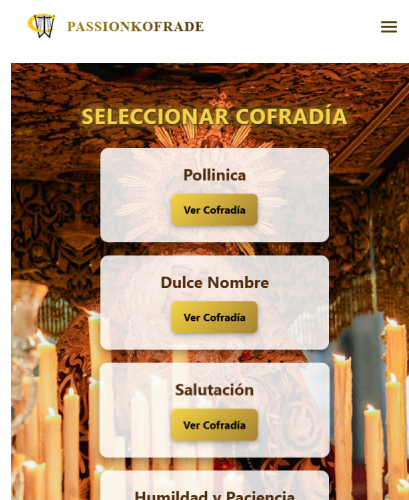 PASSIONKOFRADE
SELECCIONAR COFRADÍA
Pollinica
Ver Cofradía
Dulce Nombre
Ver Cofradía
Salutación
Ver Cofradía
Humildad y Paciencia